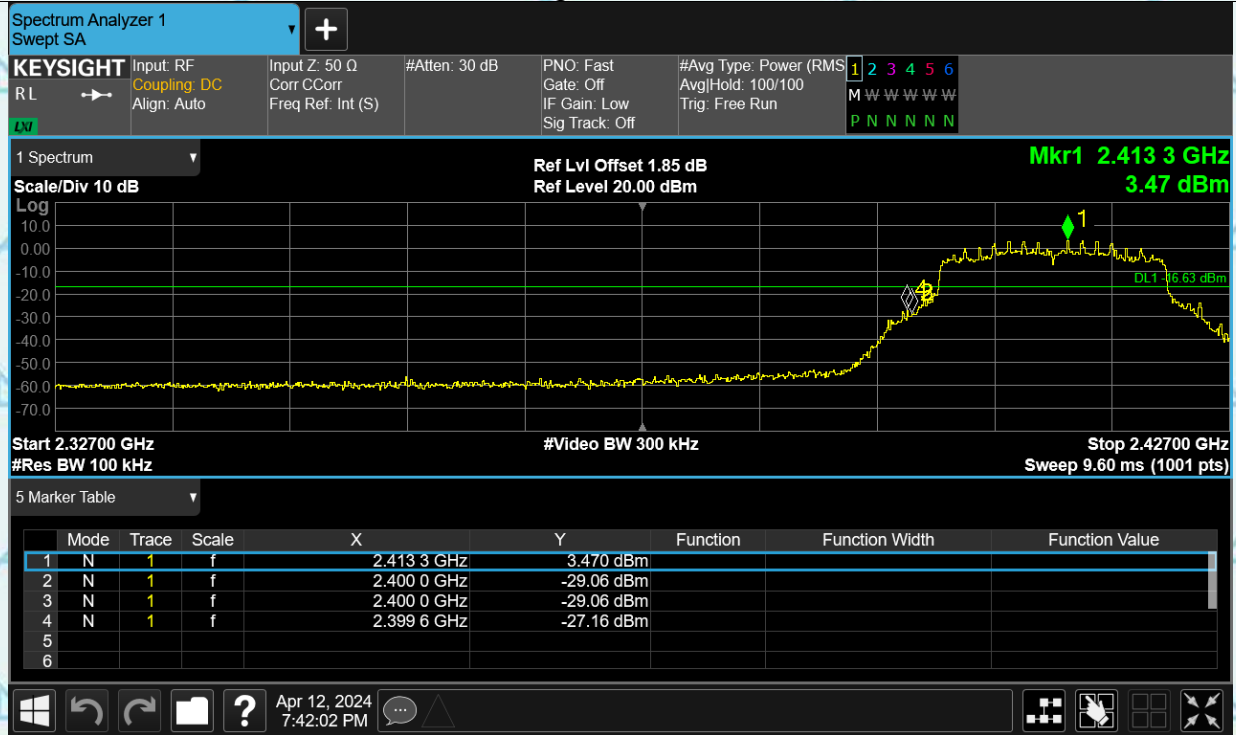 Spectrum Analyzer 1
Swept SA
KEYSIGHT
R L
LXI
Input: RF
Coupling: DC
Align: Auto
Input Z: 50 Ω
Corr CCorr
Freq Ref: Int (S)
#Atten: 30 dB
PNO: Fast
Gate: Off
IF Gain: Low
Sig Track: Off
#Avg Type: Power (RMS
Avg|Hold: 100/100
Trig: Free Run
1 2 3 4 5 6
M W W W W W
P N N N N N
1 Spectrum
Scale/Div 10 dB
Ref Lvl Offset 1.85 dB
Ref Level 20.00 dBm
Mkr1 2.413 3 GHz
3.47 dBm
Log
10.0
0.00
-10.0
-20.0
-30.0
-40.0
-50.0
-60.0
-70.0
1
DL1 -16.63 dBm
Start 2.32700 GHz
#Video BW 300 kHz
Stop 2.42700 GHz
#Res BW 100 kHz
Sweep 9.60 ms (1001 pts)
5 Marker Table
Mode Trace Scale X Y Function Function Width Function Value
1 N 1 f 2.413 3 GHz 3.470 dBm
2 N 1 f 2.400 0 GHz -29.06 dBm
3 N 1 f 2.400 0 GHz -29.06 dBm
4 N 1 f 2.399 6 GHz -27.16 dBm
5
6
?
Apr 12, 2024
7:42:02 PM